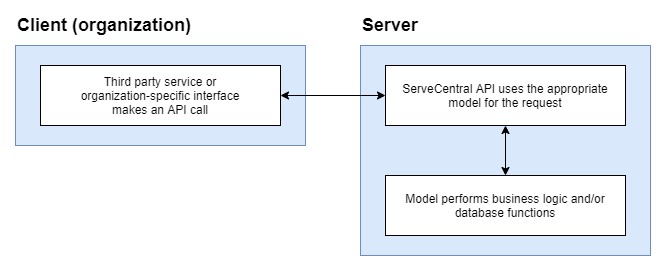 Client (organization)
Server
Third party service or
organization-specific interface
makes an API call
ServeCentral API uses the appropriate
model for the request
Model performs business logic and/or
database functions